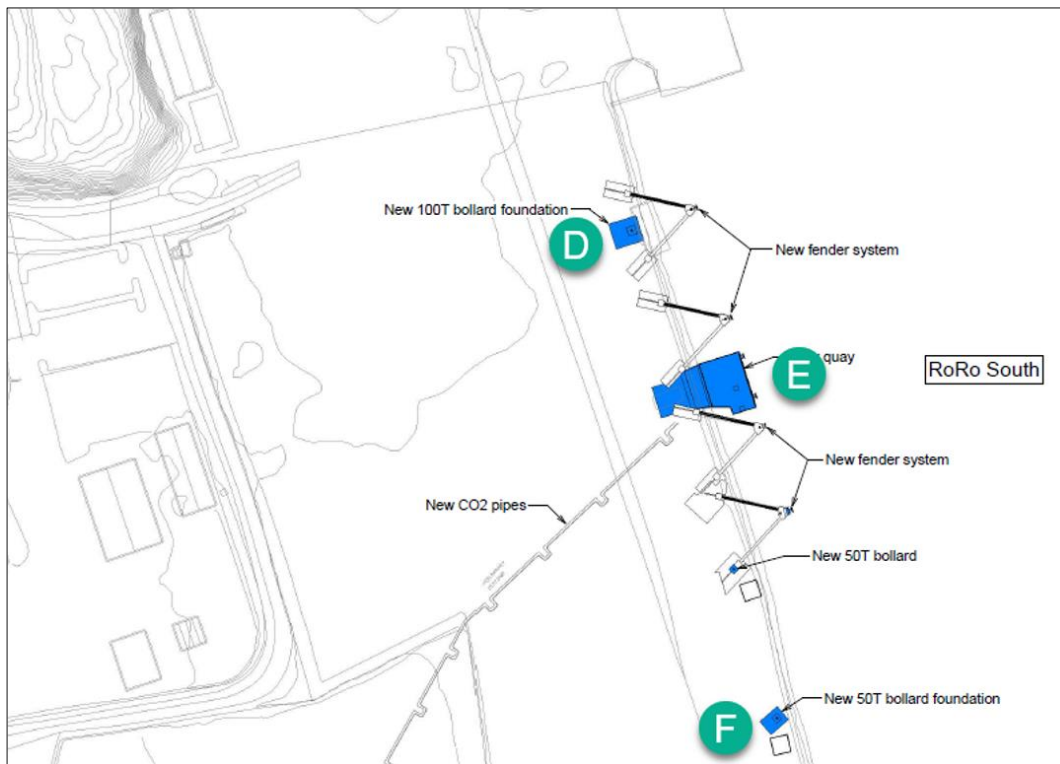 New 100T bollard foundation
D
New fender system
E
quay
RoRo South
New fender system
New CO2 pipes
New 50T bollard
New 50T bollard foundation
F